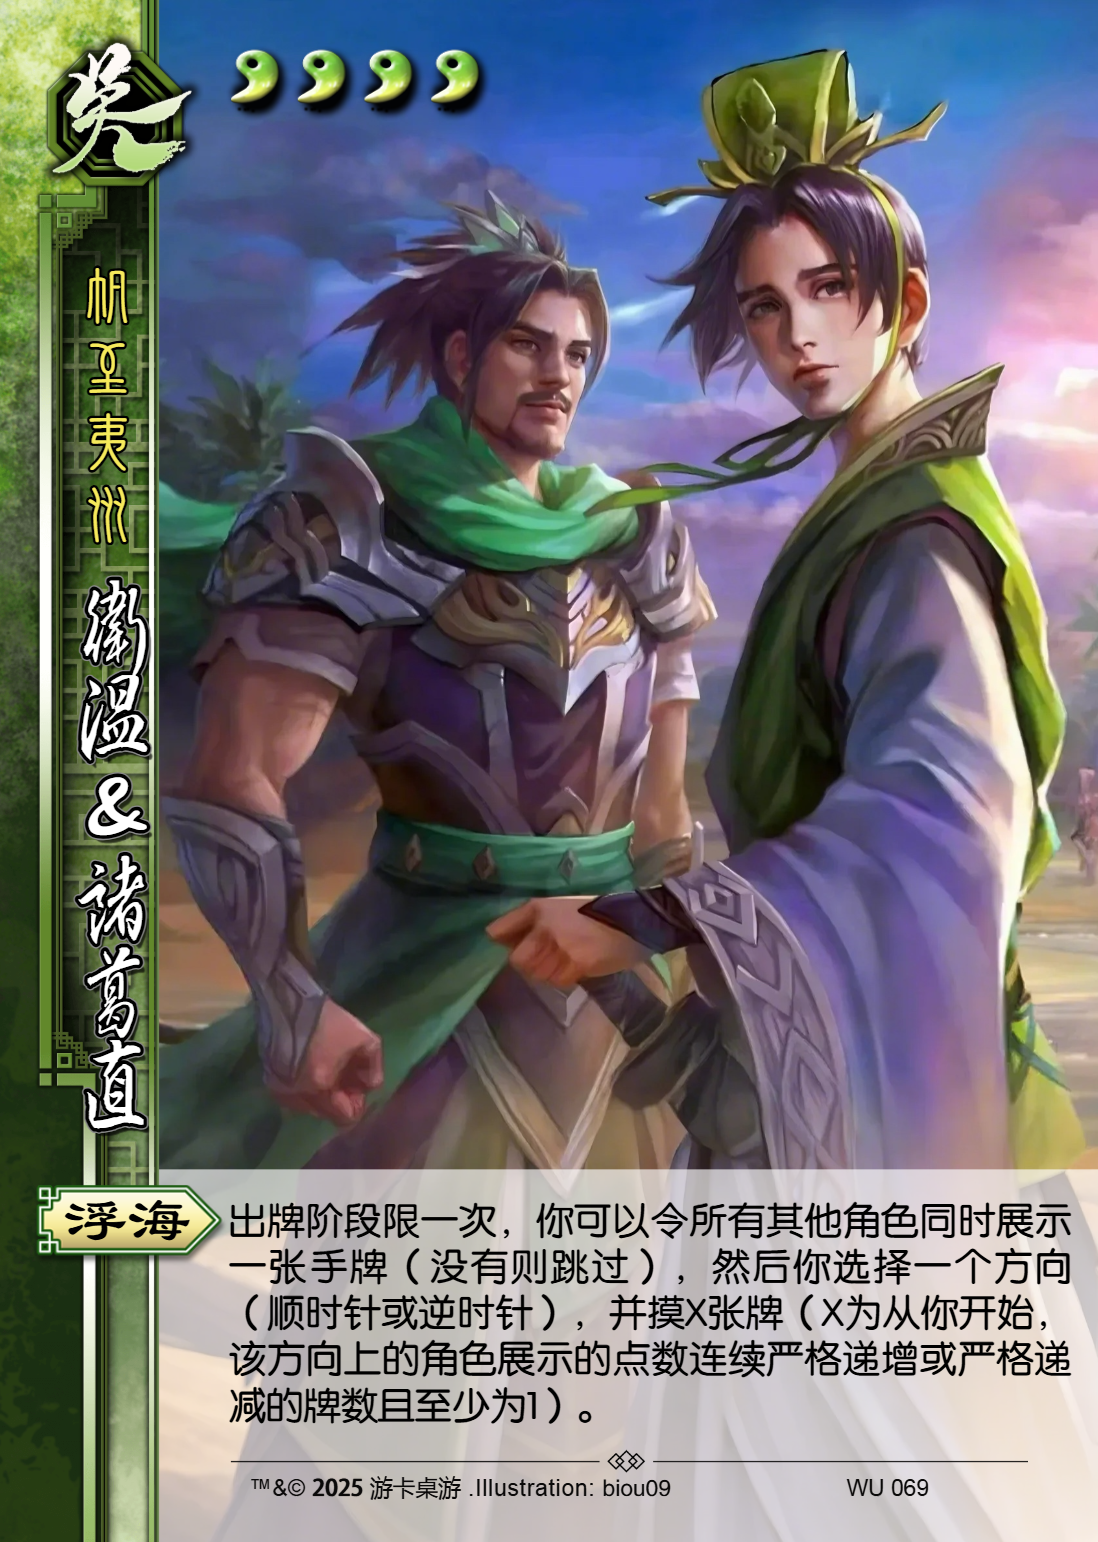 吴
帆至夷洲
衛溫&諸葛直
浮海
出牌阶段限一次，你可以令所有其他角色同时展示
一张手牌（没有则跳过），然后你选择一个方向
（顺时针或逆时针），并摸X张牌（X为从你开始，
该方向上的角色展示的点数连续严格递增或严格递
减的牌数且至少为1）。
™&© 2025 游卡桌游 .Illustration: biou09
WU 069